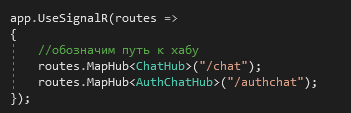 app.UseSignalR(routes =>
{
    //обозначим путь к хабу
    routes.MapHub<ChatHub>("/chat");
    routes.MapHub<AuthChatHub>("/authchat");
});